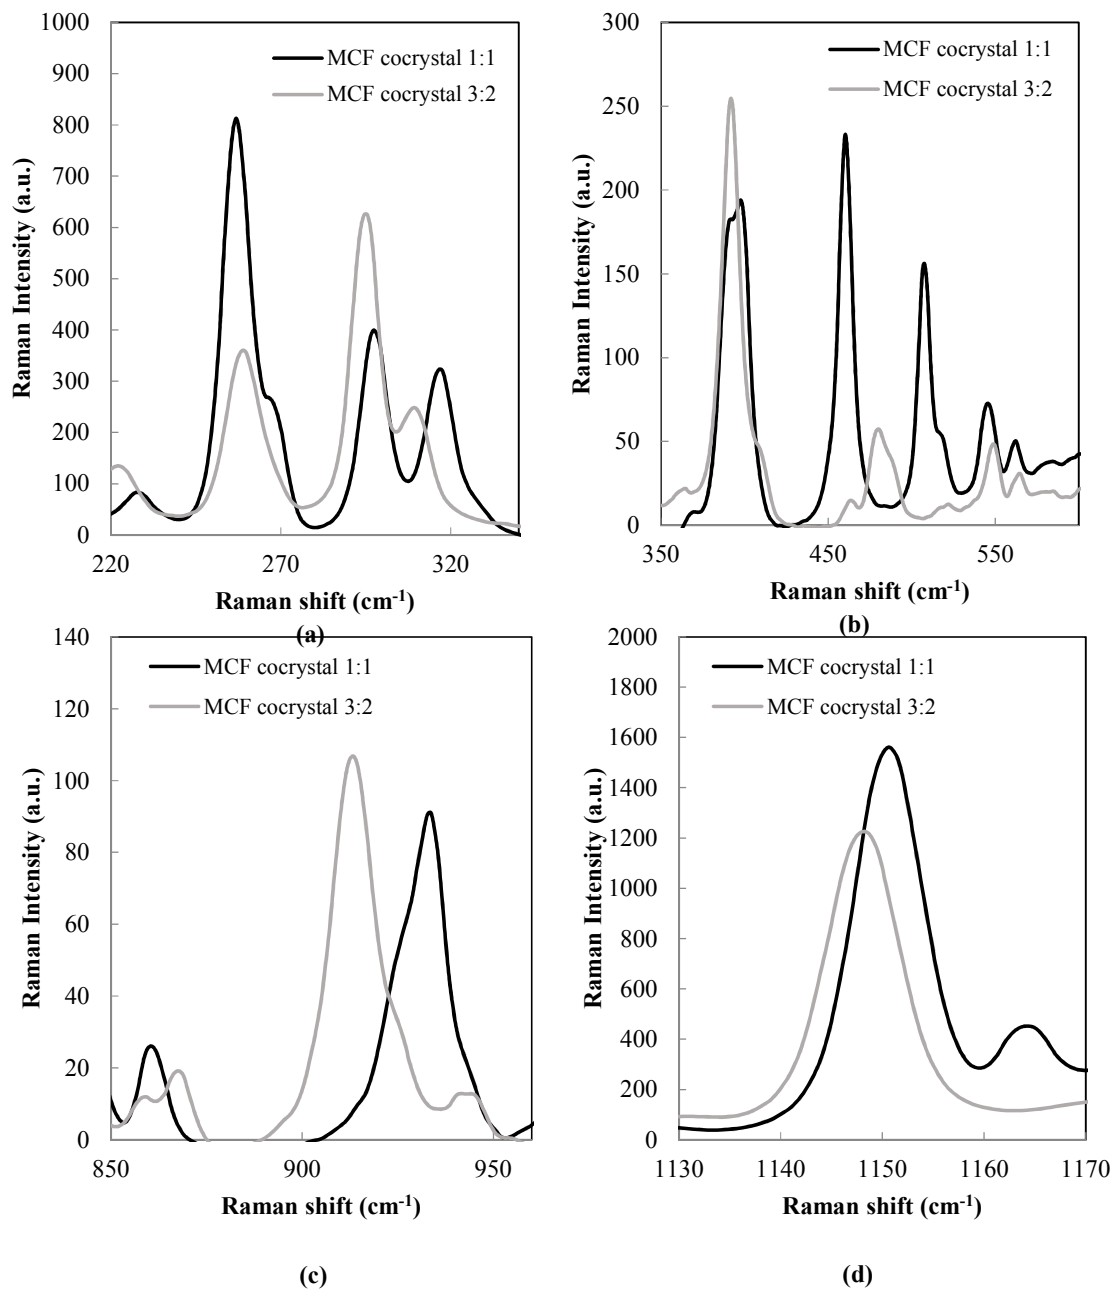 1000
900
800
700
600
500
400
300
200
100
0
220
270
320
Raman Intensity (a.u.)
Raman shift (cm-1)
MCF cocrystal 1:1
MCF cocrystal 3:2
(a)
300
250
200
150
100
50
0
350
450
550
Raman Intensity (a.u.)
Raman shift (cm-1)
MCF cocrystal 1:1
MCF cocrystal 3:2
(b)
140
120
100
80
60
40
20
0
850
900
950
Raman Intensity (a.u.)
Raman shift (cm-1)
MCF cocrystal 1:1
MCF cocrystal 3:2
(c)
2000
1800
1600
1400
1200
1000
800
600
400
200
0
1130
1140
1150
1160
1170
Raman Intensity (a.u.)
Raman shift (cm-1)
MCF cocrystal 1:1
MCF cocrystal 3:2
(d)